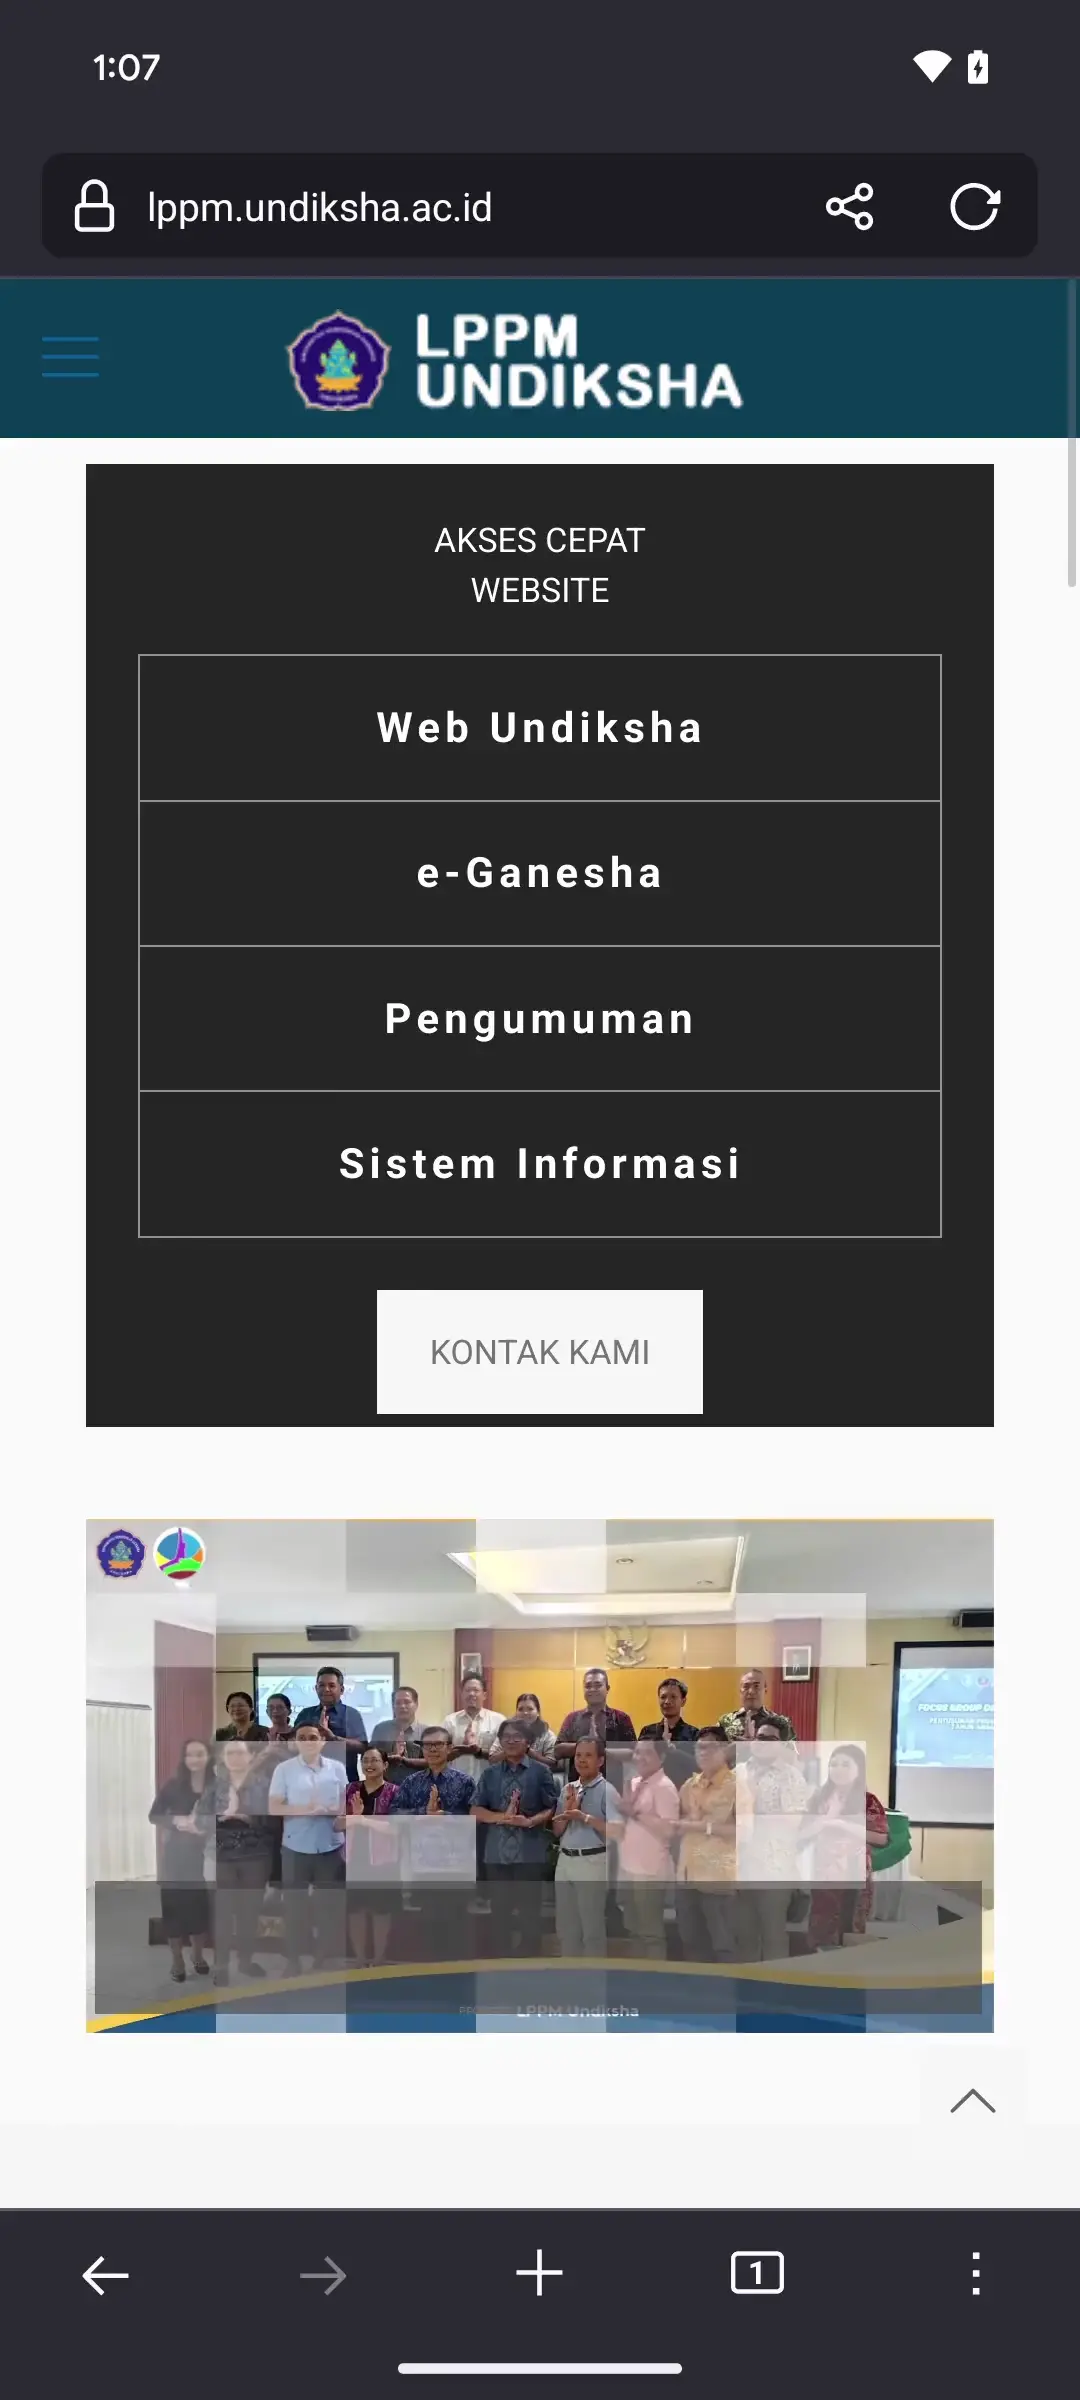 1:07
lppm.undiksha.ac.id
LPPM
UNDIKSHA
AKSES CEPAT
WEBSITE
Web Undiksha
e-Ganesha
Pengumuman
Sistem Informasi
KONTAK KAMI
FOCUS GROUP
LPPM Undiksha
1